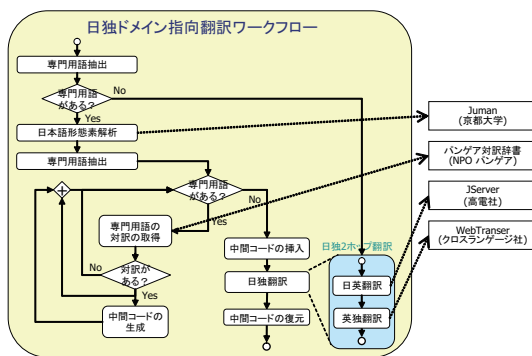 日独ドメイン指向翻訳ワークフロー
専門用語抽出
専門用語
がある?
No
Yes
日本語形態素解析
専門用語抽出
専門用語
がある?
No
Yes
専門用語の
対訳の取得
No
対訳が
ある?
Yes
中間コードの
生成
中間コードの挿入
日独翻訳
中間コードの復元
日独2ホップ翻訳
日英翻訳
英独翻訳
Juman
(京都大学)
パンゲア対訳辞書
(NPO パンゲア)
JServer
(高電社)
WebTranser
(クロスランゲージ社)